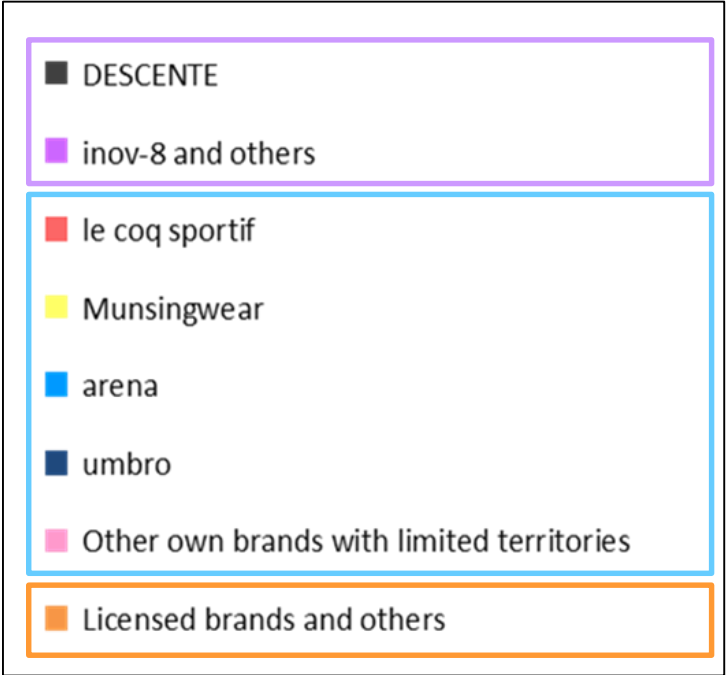 DESCENTE
inov-8 and others
le coq sportif
Munsingwear
arena
umbro
Other own brands with limited territories
Licensed brands and others